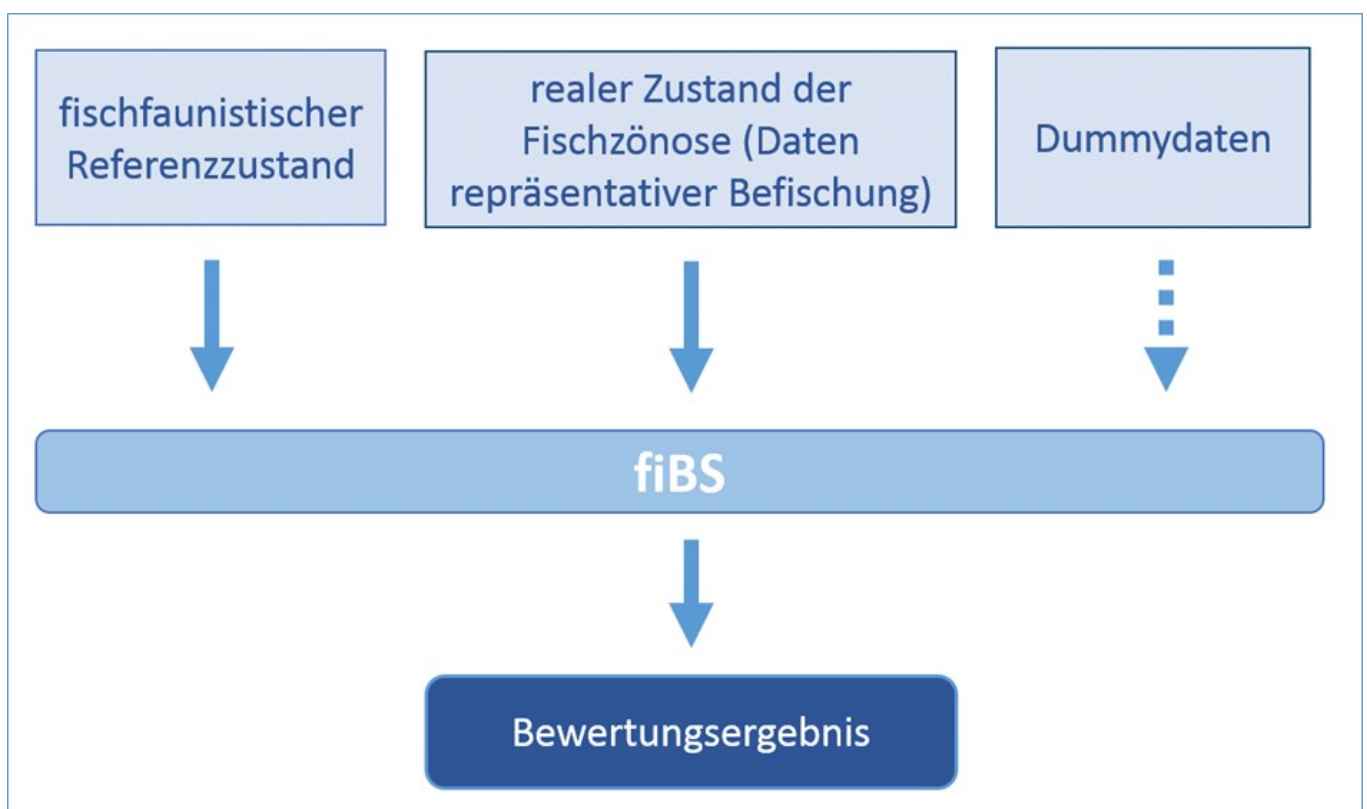 fischfaunistischer
Referenzzustand
realer Zustand der
Fischzönose (Daten
repräsentativer Befischung)
Dummydaten
fiBS
Bewertungsergebnis